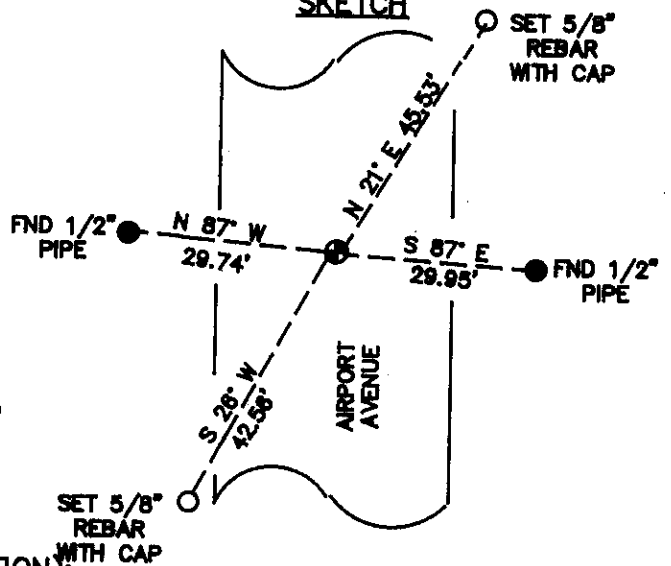 SKETCH
SET 5/8"
REBAR
WITH CAP
N 21° E 45.53'
FND 1/2"
PIPE
N 87° W
29.74'
S 87° E
29.95'
FND 1/2"
PIPE
AIRPORT
AVENUE
S 26° W
42.56'
SET 5/8"
REBAR
WITH CAP